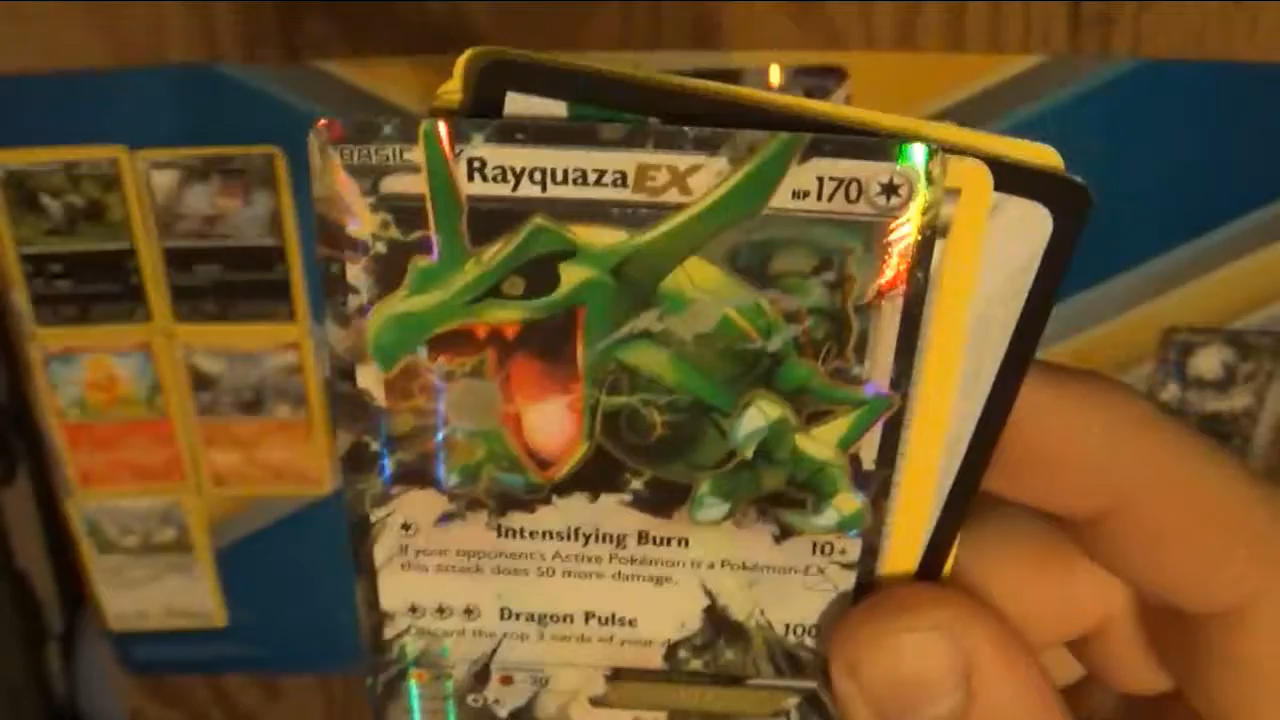 BASIC
Rayquaza EX HP 170
Intensifying Burn 10+
If your opponent's Active Pokémon is a Pokémon-EX,
this attack does 50 more damage.
Dragon Pulse 100
Discard the top 3 cards of your d
-20